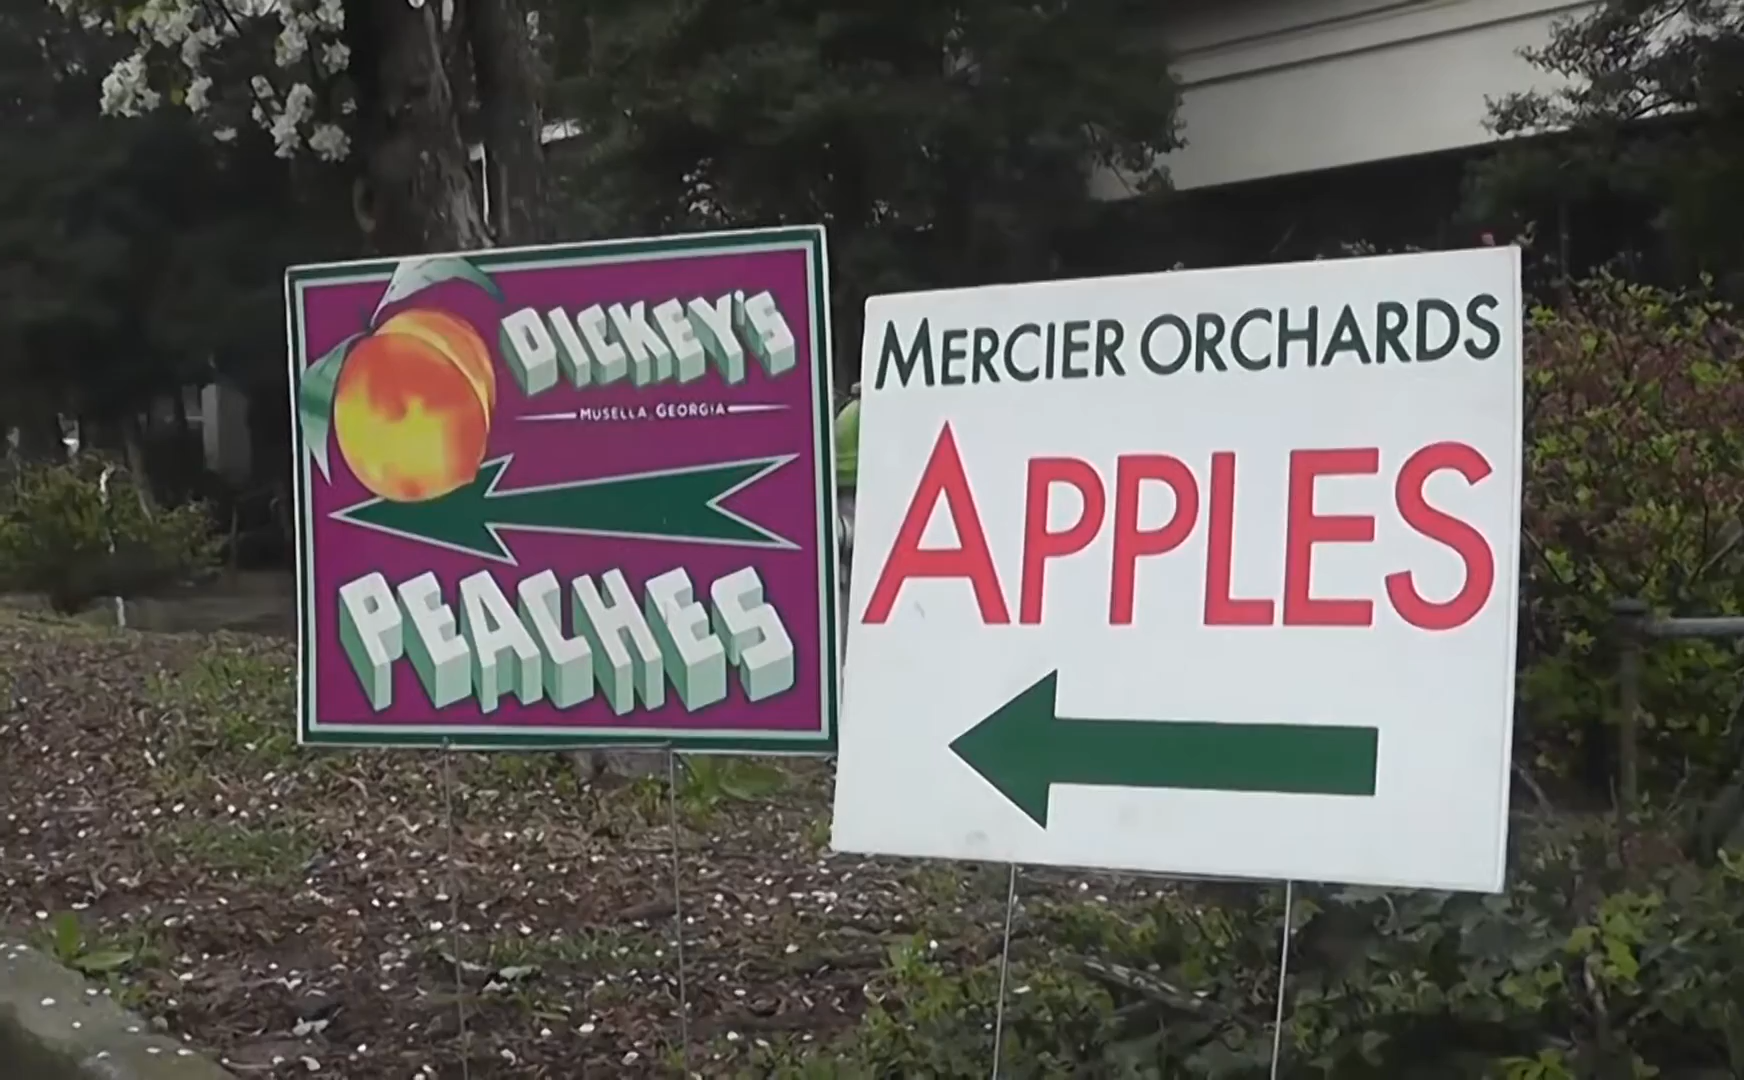 DICKEY'S
MUSELLA, GEORGIA
PEACHES
MERCIER ORCHARDS
APPLES